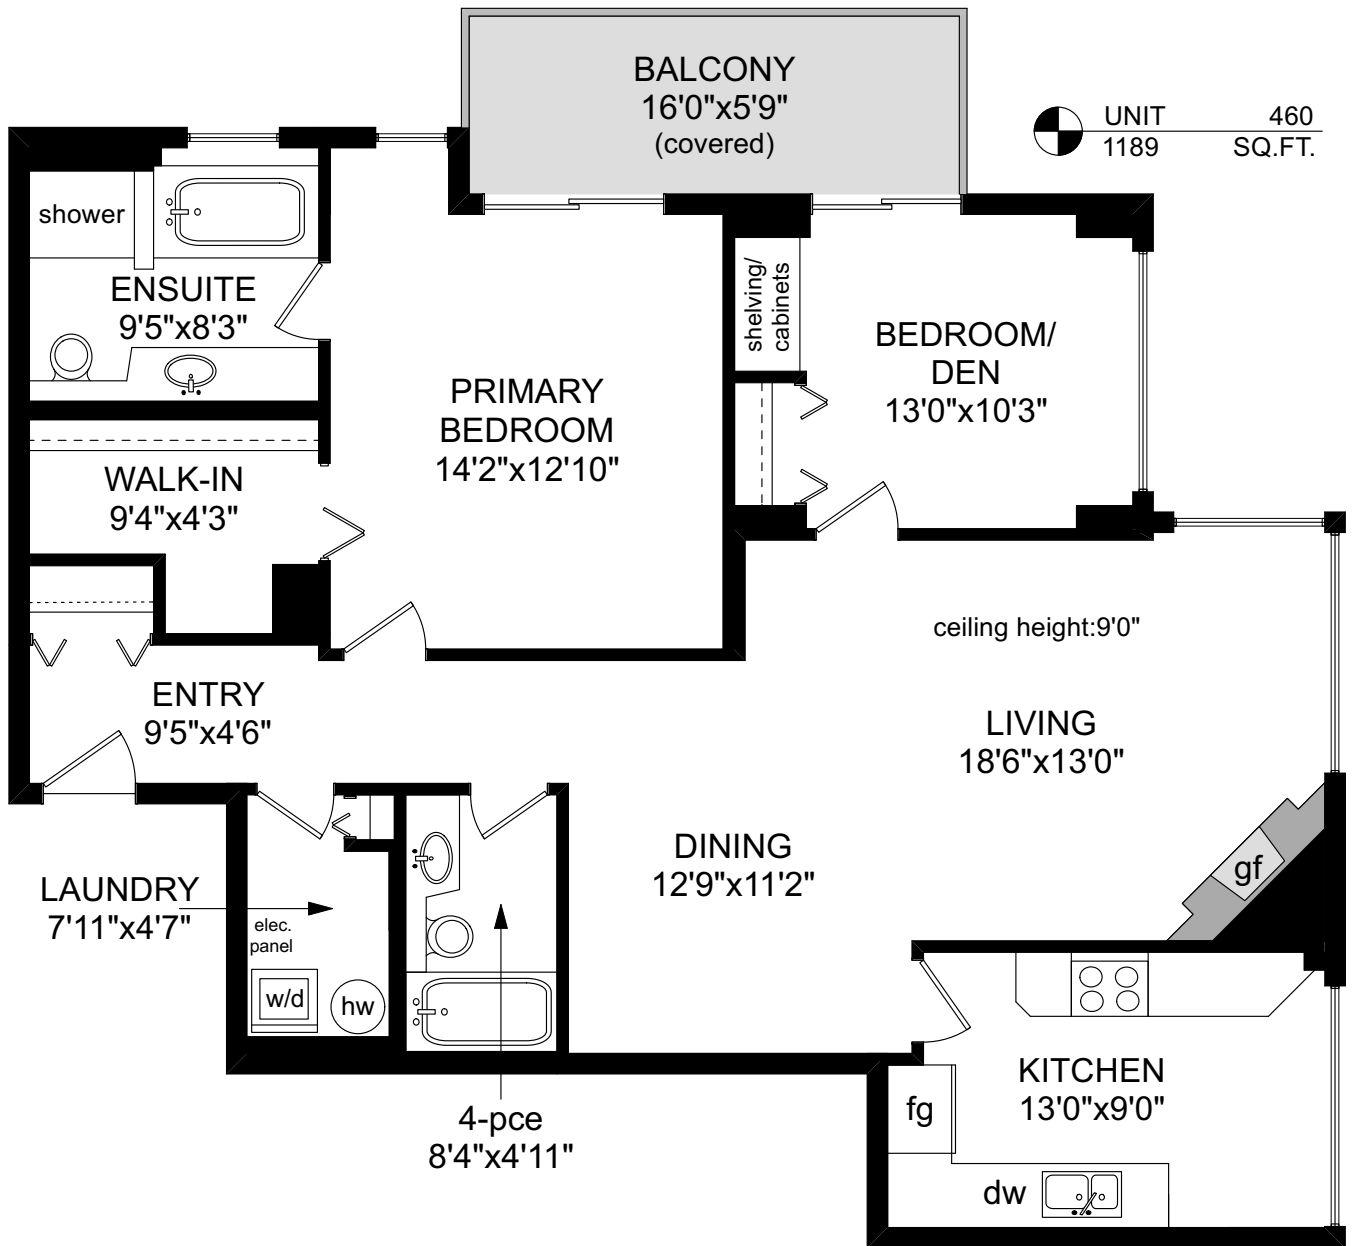 BALCONY
16'0"x5'9"
(covered)
UNIT 460
1189 SQ.FT.
shower
ENSUITE
9'5"x8'3"
shelving/
cabinets
BEDROOM/
DEN
13'0"x10'3"
PRIMARY
BEDROOM
14'2"x12'10"
WALK-IN
9'4"x4'3"
ceiling height:9'0"
ENTRY
9'5"x4'6"
LIVING
18'6"x13'0"
DINING
12'9"x11'2"
gf
LAUNDRY
7'11"x4'7"
elec.
panel
w/d
hw
KITCHEN
13'0"x9'0"
fg
4-pce
8'4"x4'11"
dw